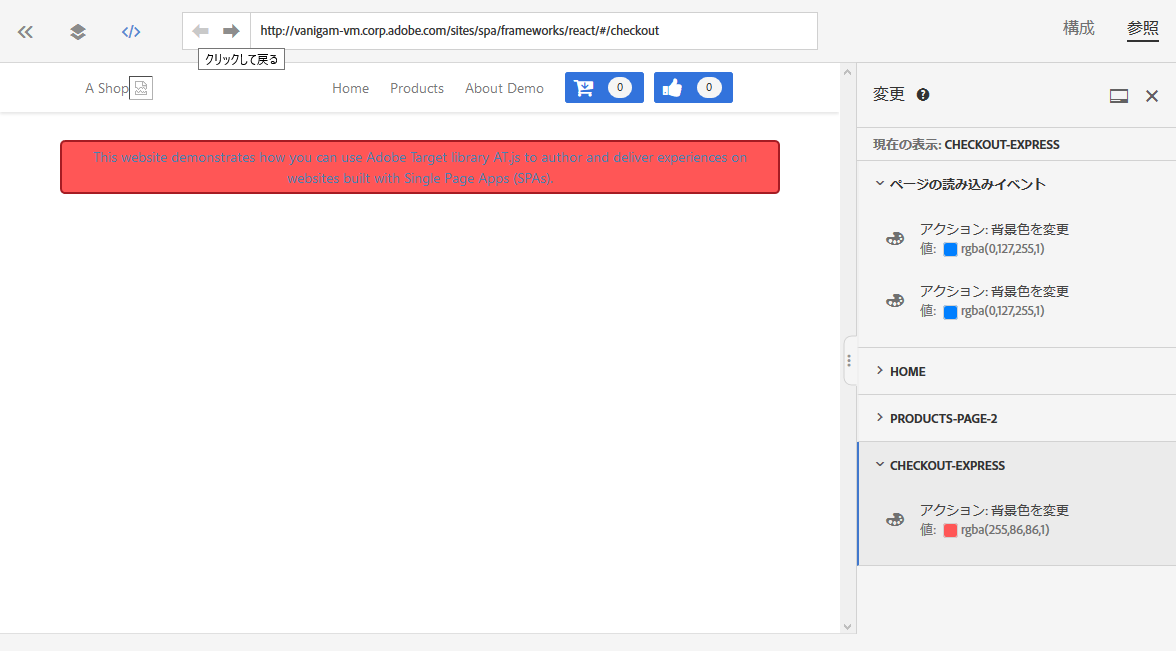 http://vanigam-vm.corp.adobe.com/sites/spa/frameworks/react/#/checkout
構成
参照
クリックして戻る
A Shop
Home
Products
About Demo
0
0
This website demonstrates how you can use Adobe Target library AT.js to author and deliver experiences on
websites built with Single Page Apps (SPAs).
変更
現在の表示: CHECKOUT-EXPRESS
ページの読み込みイベント
アクション: 背景色を変更
値: rgba(0,127,255,1)
アクション: 背景色を変更
値: rgba(0,127,255,1)
HOME
PRODUCTS-PAGE-2
CHECKOUT-EXPRESS
アクション: 背景色を変更
値: rgba(255,86,86,1)